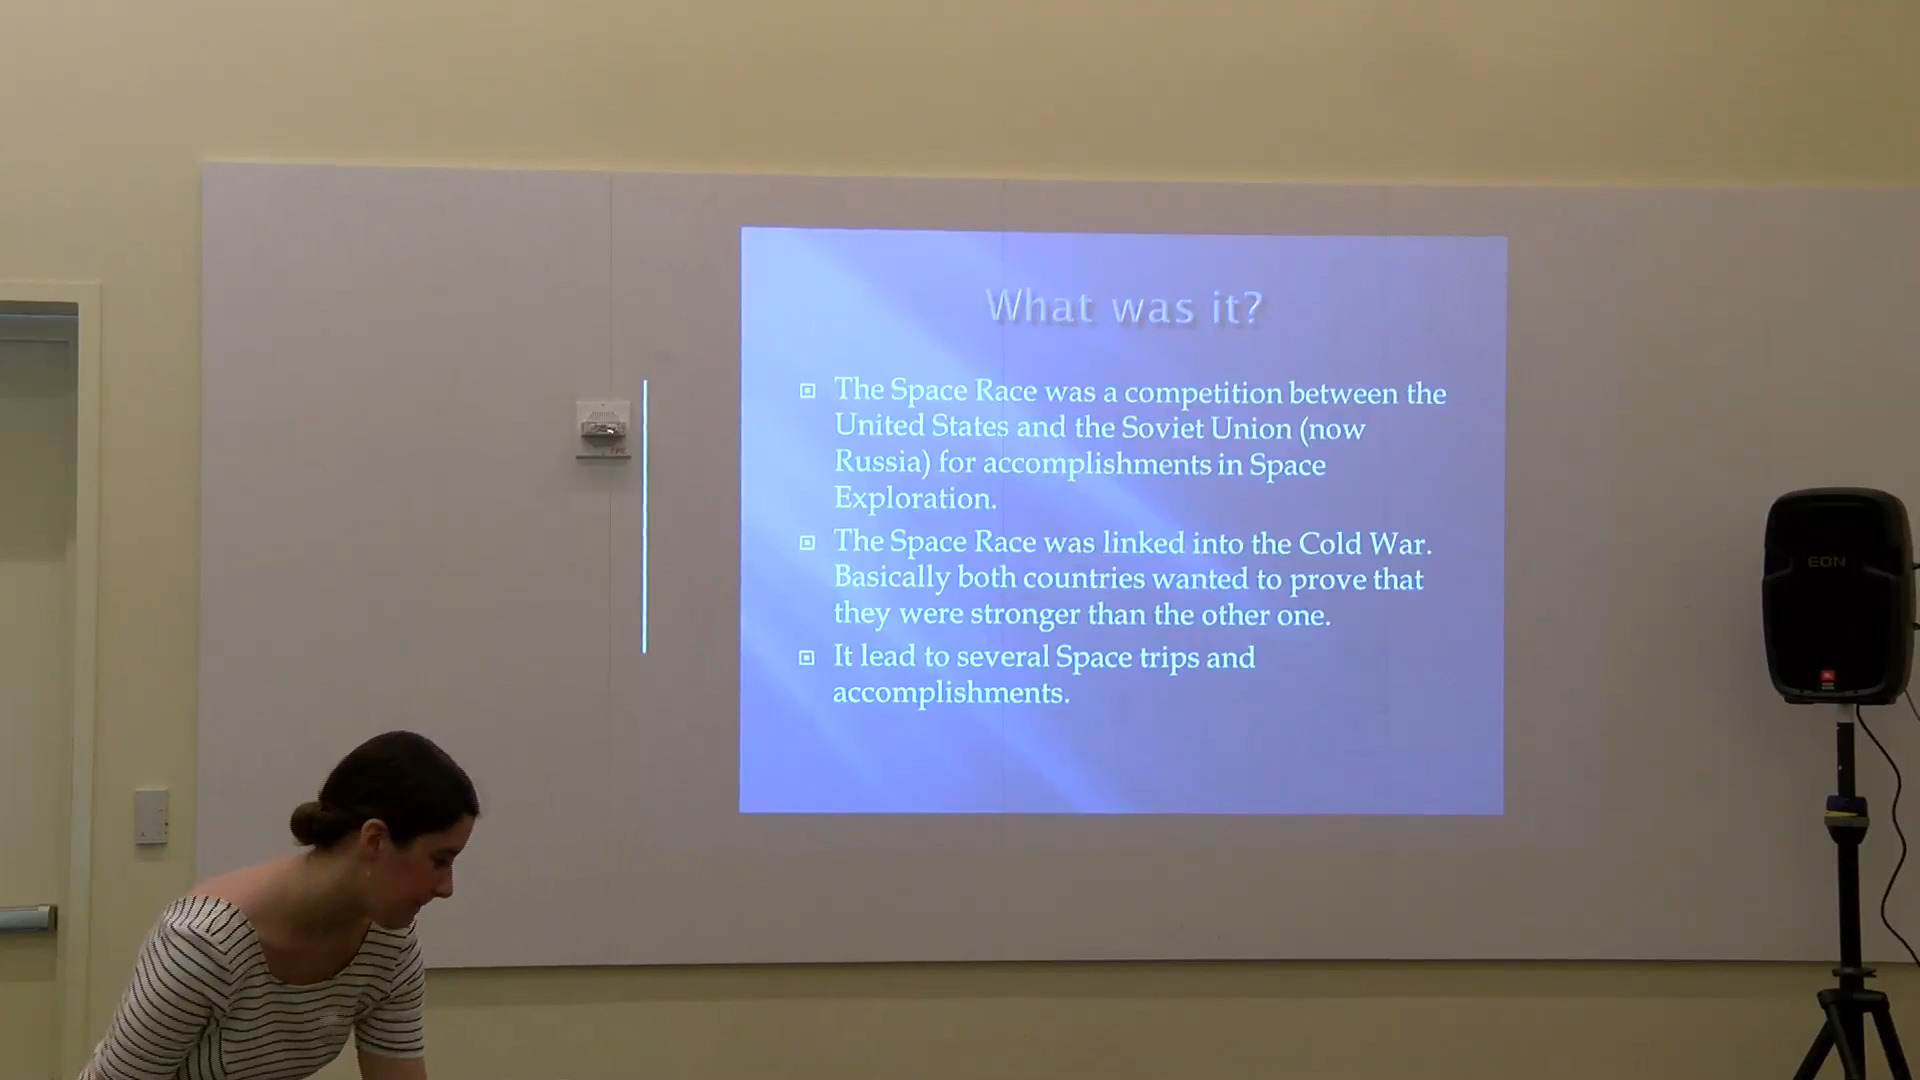 What was it?
The Space Race was a competition between the
United States and the Soviet Union (now
Russia) for accomplishments in Space
Exploration.
The Space Race was linked into the Cold War.
Basically both countries wanted to prove that
they were stronger than the other one.
It lead to several Space trips and
accomplishments.
FIRE
EON
JBL